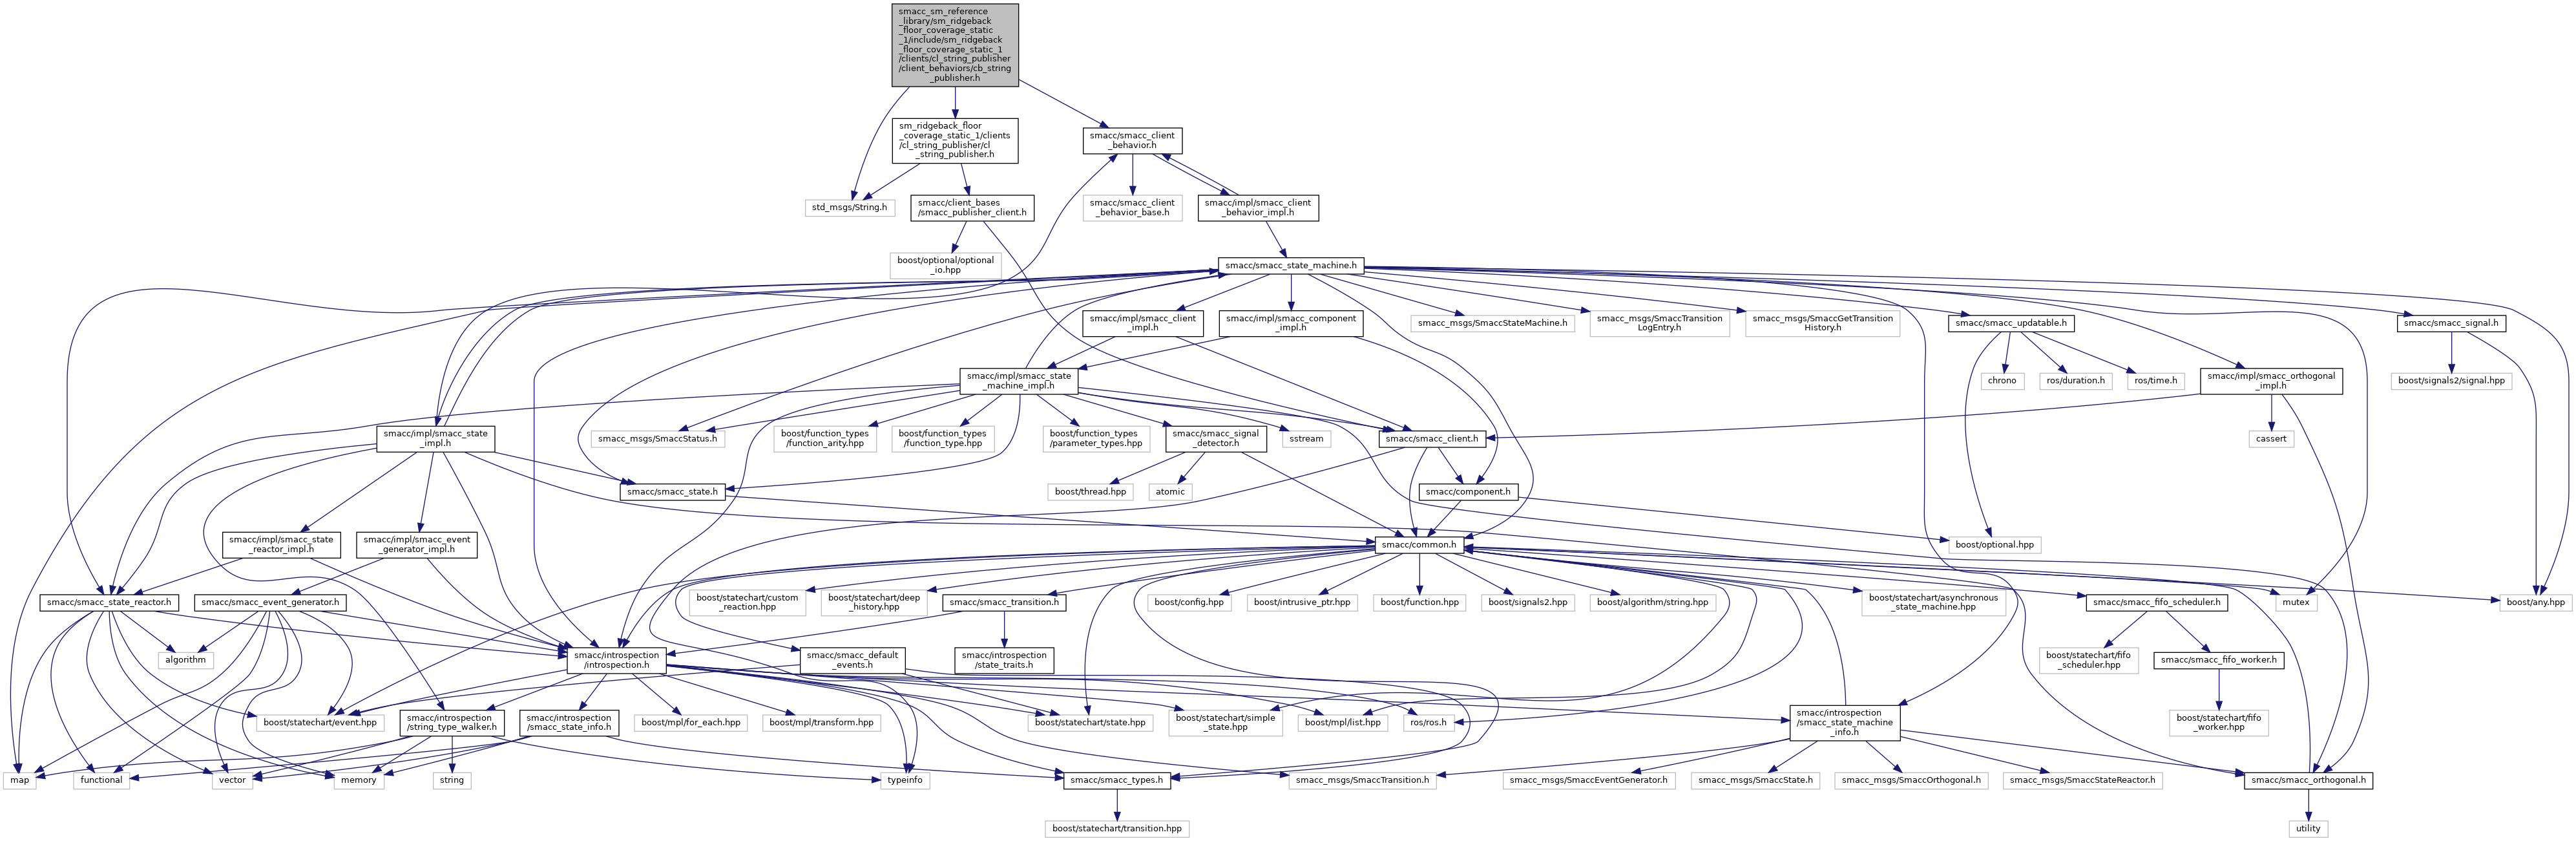 smacc_sm_reference
_library/sm_ridgeback
_floor_coverage_static
_1/include/sm_ridgeback
_floor_coverage_static_1
/clients/cl_string_publisher
/client_behaviors/cb_string
_publisher.h
sm_ridgeback_floor
_coverage_static_1/clients
/cl_string_publisher/cl
_string_publisher.h
smacc/smacc_client
_behavior.h
std_msgs/String.h
smacc/client_bases
/smacc_publisher_client.h
smacc/smacc_client
_behavior_base.h
smacc/impl/smacc_client
_behavior_impl.h
boost/optional/optional
_io.hpp
smacc/smacc_state_machine.h
smacc/impl/smacc_client
_impl.h
smacc/impl/smacc_component
_impl.h
smacc_msgs/SmaccStateMachine.h
smacc_msgs/SmaccTransition
LogEntry.h
smacc_msgs/SmaccGetTransition
History.h
smacc/smacc_updatable.h
smacc/smacc_signal.h
smacc/impl/smacc_state
_machine_impl.h
chrono
ros/duration.h
ros/time.h
smacc/impl/smacc_orthogonal
_impl.h
boost/signals2/signal.hpp
smacc/impl/smacc_state
_impl.h
smacc_msgs/SmaccStatus.h
boost/function_types
/function_arity.hpp
boost/function_types
/function_type.hpp
boost/function_types
/parameter_types.hpp
smacc/smacc_signal
_detector.h
sstream
smacc/smacc_client.h
cassert
smacc/smacc_state.h
boost/thread.hpp
atomic
smacc/component.h
smacc/impl/smacc_state
_reactor_impl.h
smacc/impl/smacc_event
_generator_impl.h
smacc/common.h
boost/optional.hpp
smacc/smacc_state_reactor.h
smacc/smacc_event_generator.h
boost/statechart/custom
_reaction.hpp
boost/statechart/deep
_history.hpp
smacc/smacc_transition.h
boost/config.hpp
boost/intrusive_ptr.hpp
boost/function.hpp
boost/signals2.hpp
boost/algorithm/string.hpp
boost/statechart/asynchronous
_state_machine.hpp
smacc/smacc_fifo_scheduler.h
mutex
boost/any.hpp
algorithm
smacc/introspection
/introspection.h
smacc/smacc_default
_events.h
smacc/introspection
/state_traits.h
boost/statechart/fifo
_scheduler.hpp
smacc/smacc_fifo_worker.h
boost/statechart/event.hpp
smacc/introspection
/string_type_walker.h
smacc/introspection
/smacc_state_info.h
boost/mpl/for_each.hpp
boost/mpl/transform.hpp
boost/statechart/state.hpp
boost/statechart/simple
_state.hpp
boost/mpl/list.hpp
ros/ros.h
smacc/introspection
/smacc_state_machine
_info.h
boost/statechart/fifo
_worker.hpp
map
functional
vector
memory
string
typeinfo
smacc/smacc_types.h
smacc_msgs/SmaccTransition.h
smacc_msgs/SmaccEventGenerator.h
smacc_msgs/SmaccState.h
smacc_msgs/SmaccOrthogonal.h
smacc_msgs/SmaccStateReactor.h
smacc/smacc_orthogonal.h
boost/statechart/transition.hpp
utility